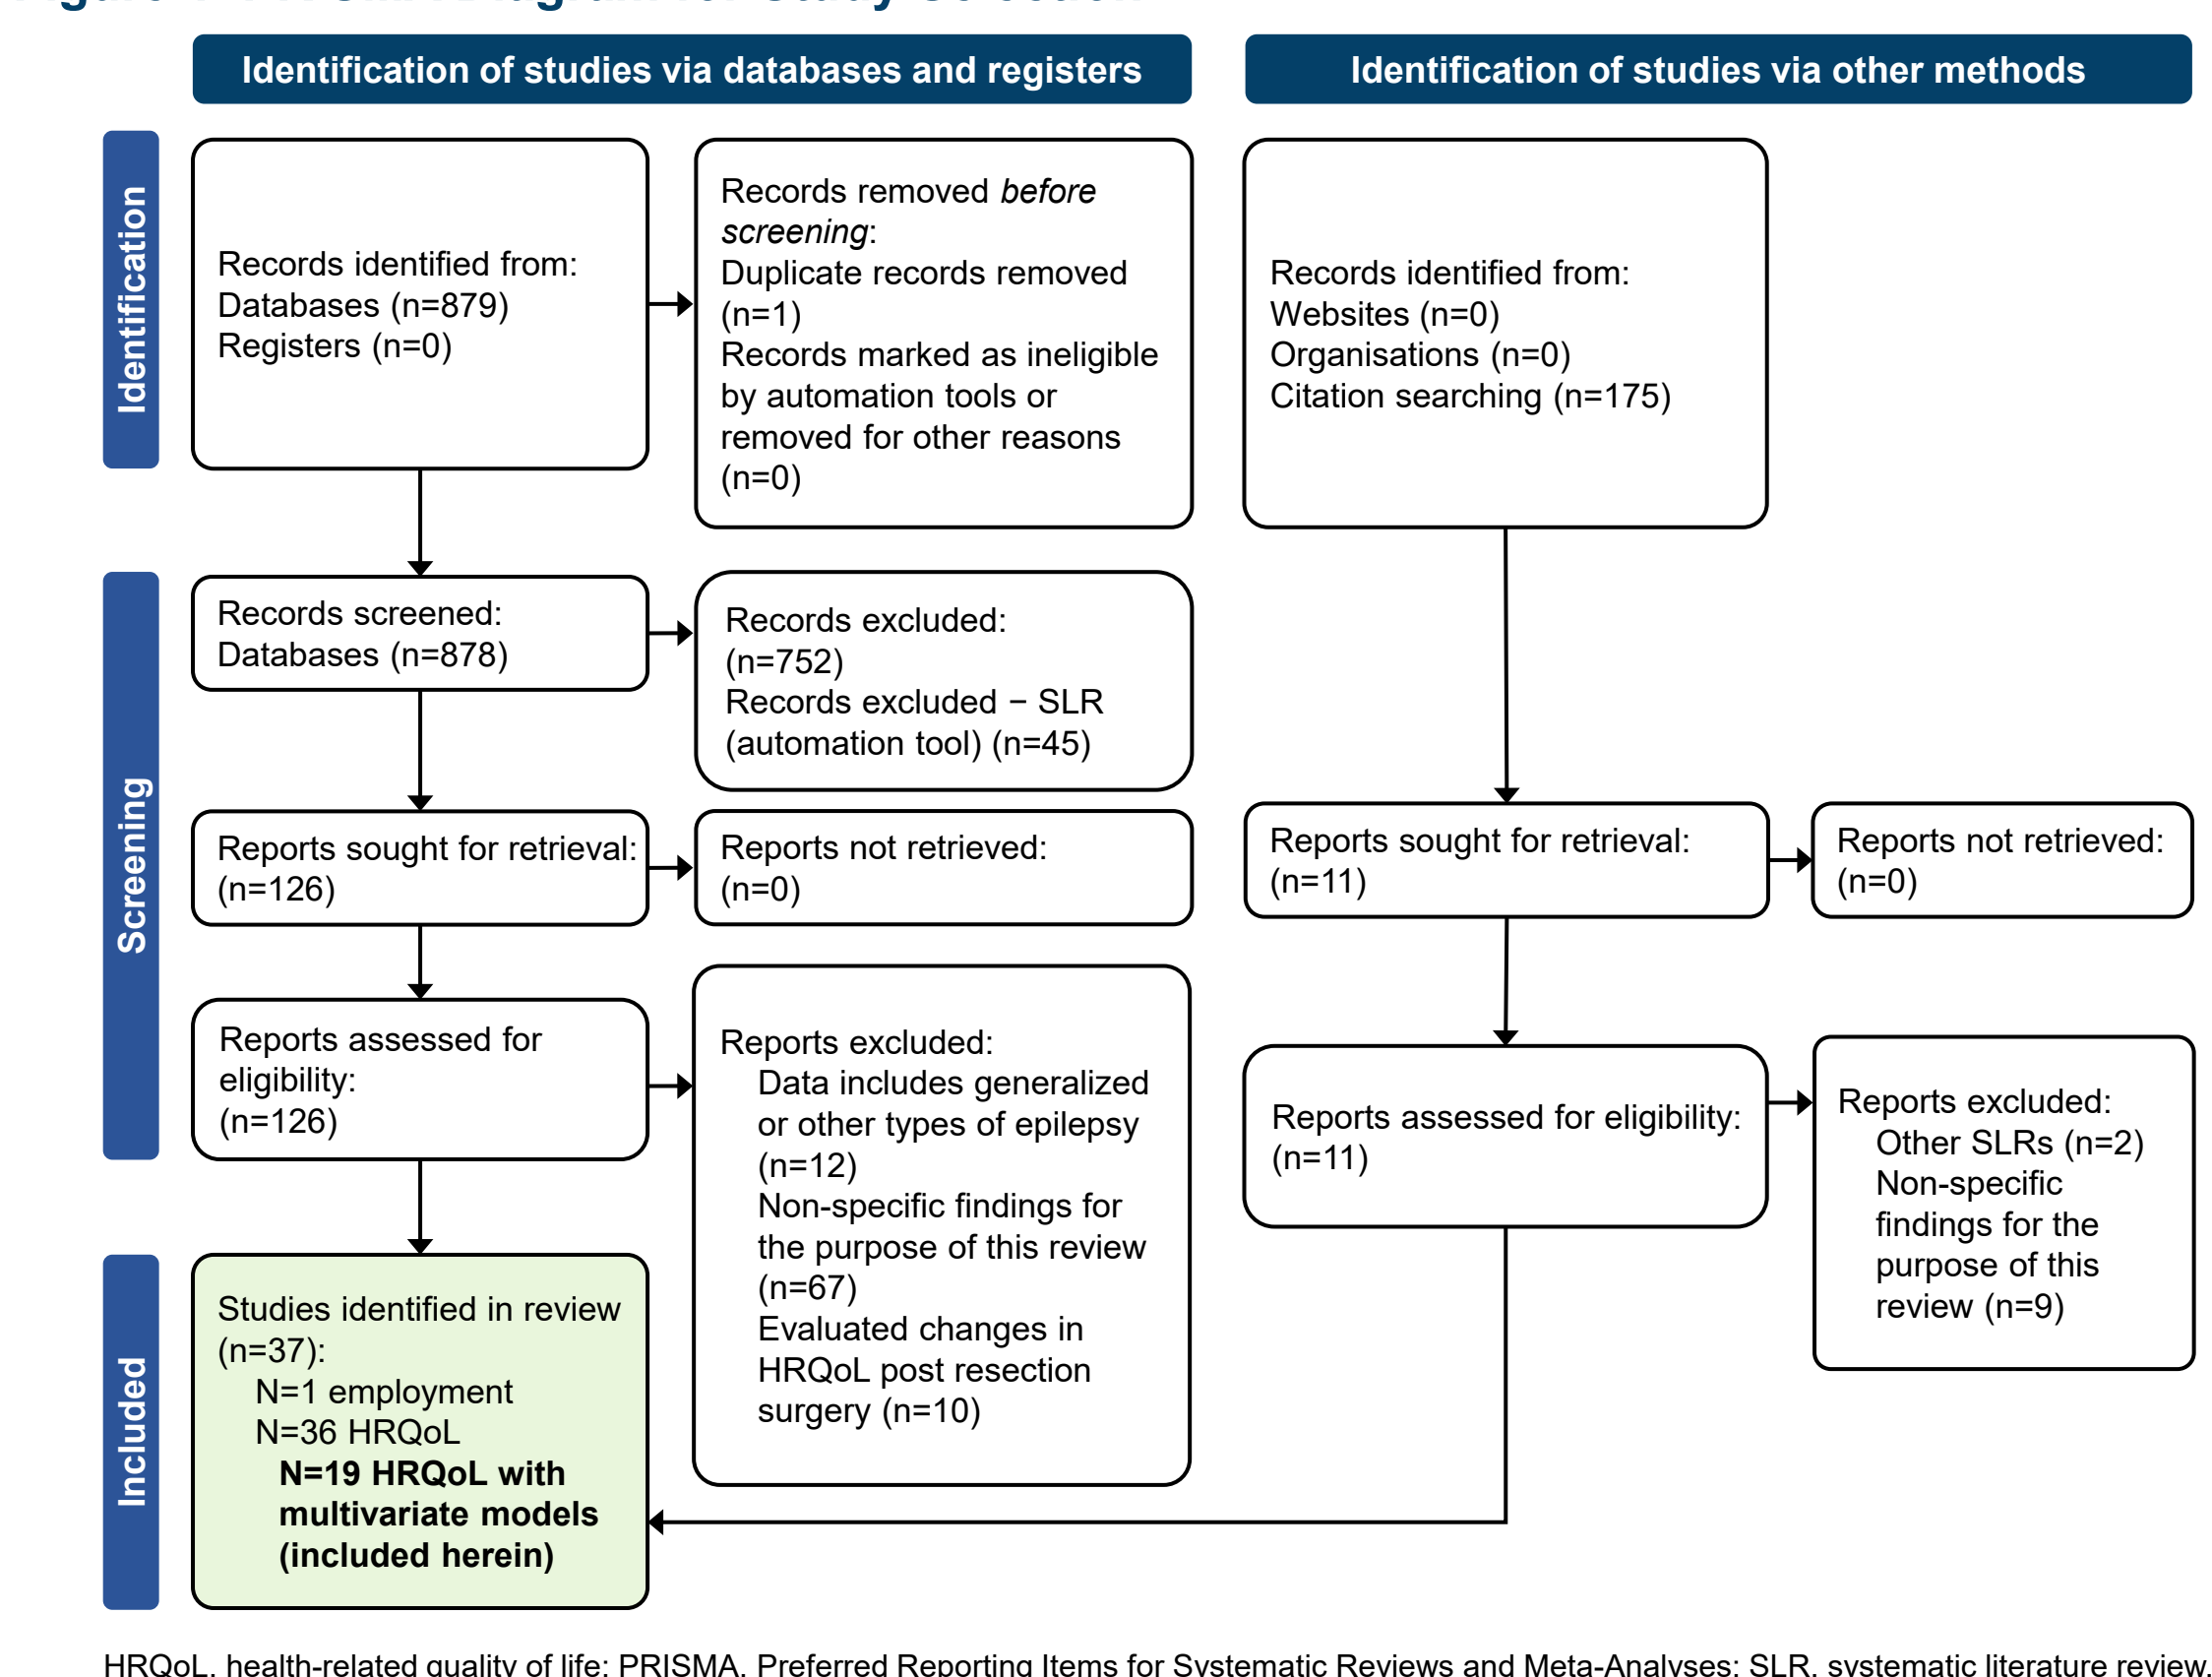 Identification of studies via databases and registers
Identification of studies via other methods
Identification
Records identified from:
Databases (n=879)
Registers (n=0)
Records removed before
screening:
Duplicate records removed
(n=1)
Records marked as ineligible
by automation tools or
removed for other reasons
(n=0)
Records identified from:
Websites (n=0)
Organisations (n=0)
Citation searching (n=175)
Screening
Records screened:
Databases (n=878)
Records excluded:
(n=752)
Records excluded − SLR
(automation tool) (n=45)
Reports sought for retrieval:
(n=126)
Reports not retrieved:
(n=0)
Reports sought for retrieval:
(n=11)
Reports not retrieved:
(n=0)
Reports assessed for
eligibility:
(n=126)
Reports excluded:
Data includes generalized
or other types of epilepsy
(n=12)
Non-specific findings for
the purpose of this review
(n=67)
Evaluated changes in
HRQoL post resection
surgery (n=10)
Reports assessed for eligibility:
(n=11)
Reports excluded:
Other SLRs (n=2)
Non-specific
findings for the
purpose of this
review (n=9)
Included
Studies identified in review
(n=37):
N=1 employment
N=36 HRQoL
N=19 HRQoL with
multivariate models
(included herein)
HRQoL, health-related quality of life; PRISMA, Preferred Reporting Items for Systematic Reviews and Meta-Analyses; SLR, systematic literature review